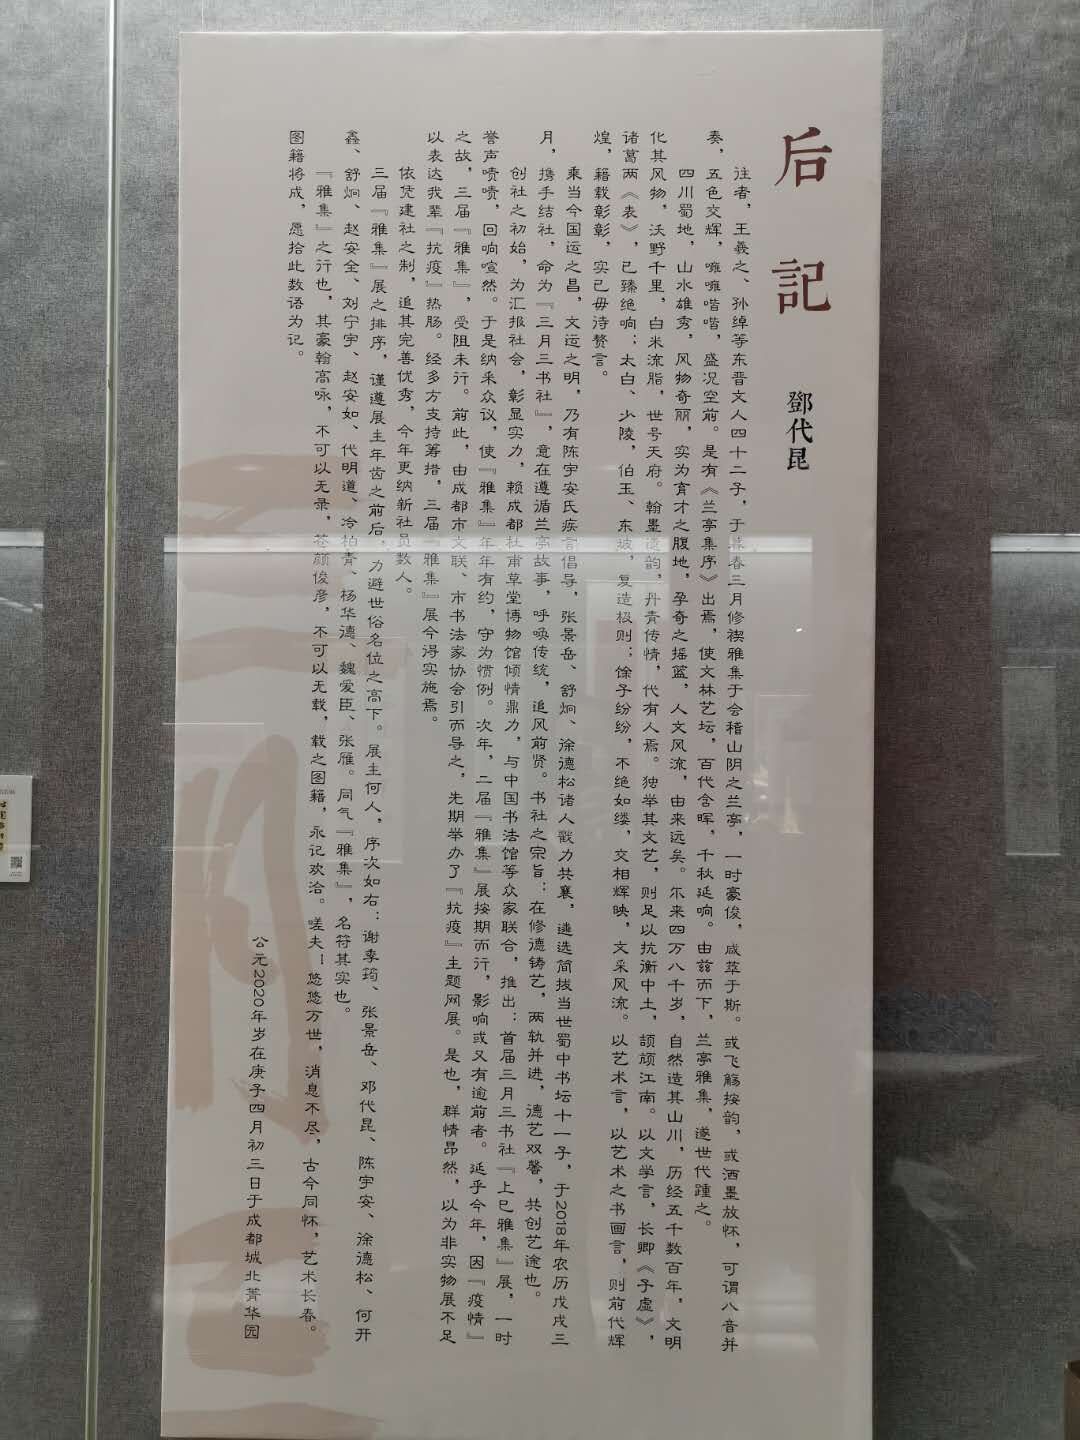 后記
鄧代昆
往者，王羲之、孙绰等东晋文人四十二子，于暮春三月修禊雅集于会稽山阴之兰亭，一时豪俊，咸萃于斯。或飞觞按韵，或洒墨放怀，可谓八音并
奏，五色交辉，嗈嗈喈喈，盛况空前。是有《兰亭集序》出焉，使文林艺坛，百代含晖，千秋延响。由兹而下，兰亭雅集，遂世代踵之。
四川蜀地，山水雄秀，风物奇丽，实为育才之腹地，孕奇之摇篮，人文风流，由来远矣。尔来四万八千岁，自然造其山川，历经五千数百年，文明
化其风物，沃野千里，白米流脂，世号天府。翰墨遗韵，丹青传情，代有人焉。独举其文艺，则足以抗衡中土，颉颃江南。以文学言，长卿《子虚》，
诸葛两《表》，已臻绝响；太白、少陵，伯玉、东坡，复造极则；馀子纷纷，不绝如缕，交相辉映，文采风流。以艺术言，以艺术之书画言，则前代辉
煌，籍载彰彰，实已毋待赘言。
乘当今国运之昌，文运之明，乃有陈宇安氏疾言倡导，张景岳、舒炯、徐德松诸人戮力共襄，遴选简拔当世蜀中书坛十一子，于2018年农历戊戌三
月，携手结社，命为『三月三书社』，意在遵循兰亭故事，呼唤传统，追风前贤。书社之宗旨：在修德铸艺，两轨并进，德艺双馨，共创艺途也。
创社之初始，为汇报社会，彰显实力，赖成都杜甫草堂博物馆倾情鼎力，与中国书法馆等众家联合，推出：首届三月三书社『上巳雅集』展，一时
誉声啧啧，回响喧然。于是纳采众议，使『雅集』年年有约，守为惯例。次年，二届『雅集』展按期而行，影响或又有逾前者。延乎今年，因『疫情』
之故，三届『雅集』，受阻未行。前此，由成都市文联、市书法家协会引而导之，先期举办了『抗疫』主题网展。是也，群情昂然，以为非实物展不足
以表达我辈『抗疫』热肠。经多方支持筹措，三届『雅集』展今得实施焉。
依凭建社之制，追其完善优秀，今年更纳新社员数人。
三届『雅集』展之排序，谨遵展主年齿之前后，力避世俗名位之高下。展主何人，序次如右：谢季筠、张景岳、邓代昆、陈宇安、徐德松、何开
鑫、舒炯、赵安全、刘宁宇、赵安如、代明道、冷柏青、杨华德、魏爱臣、张雁。同气『雅集』，名符其实也。
『雅集』之行也，其豪翰高咏，不可以无录，苍颜俊彦，不可以无载，载之图籍，永记欢洽。嗟夫！悠悠万世，消息不尽，古今同怀，艺术长春。
图籍将成，愿拾此数语为记。
公元2020年岁在庚子四月初三日于成都城北菁华园